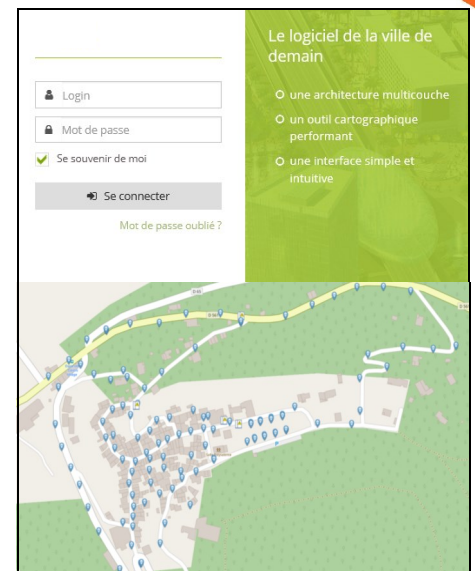 Login
Mot de passe
Se souvenir de moi
Se connecter
Mot de passe oublié ?
Le logiciel de la ville de
demain
une architecture multicouche
un outil cartographique
performant
une interface simple et
intuitive